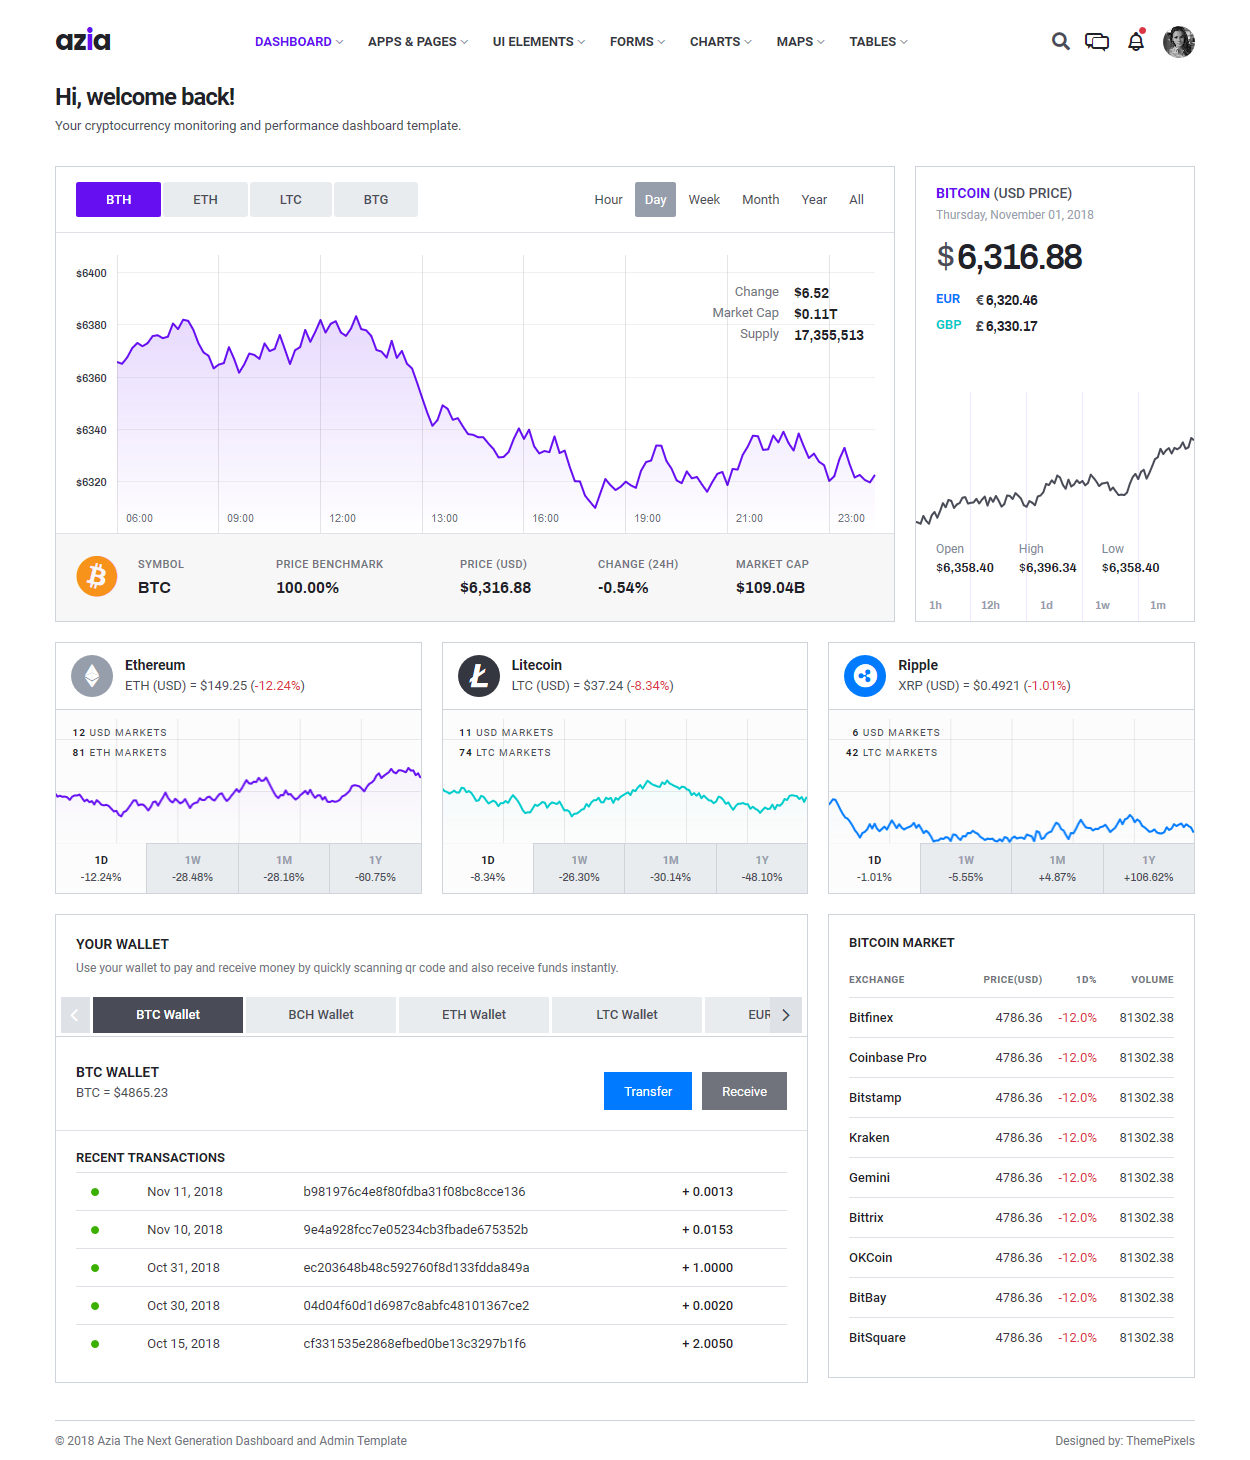 azia
DASHBOARD APPS & PAGES UI ELEMENTS FORMS CHARTS MAPS TABLES
Hi, welcome back!
Your cryptocurrency monitoring and performance dashboard template.
BTH ETH LTC BTG
Hour Day Week Month Year All
$6400
$6380
$6360
$6340
$6320
Change $6.52
Market Cap $0.11T
Supply 17,355,513
06:00 09:00 12:00 13:00 16:00 19:00 21:00 23:00
SYMBOL PRICE BENCHMARK PRICE (USD) CHANGE (24H) MARKET CAP
BTC 100.00% $6,316.88 -0.54% $109.04B
BITCOIN (USD PRICE)
Thursday, November 01, 2018
$6,316.88
EUR € 6,320.46
GBP £ 6,330.17
Open High Low
$6,358.40 $6,396.34 $6,358.40
1h 12h 1d 1w 1m
Ethereum
ETH (USD) = $149.25 (-12.24%)
12 USD MARKETS
81 ETH MARKETS
1D 1W 1M 1Y
-12.24% -28.48% -28.16% -60.75%
Litecoin
LTC (USD) = $37.24 (-8.34%)
11 USD MARKETS
74 LTC MARKETS
1D 1W 1M 1Y
-8.34% -26.30% -30.14% -48.10%
Ripple
XRP (USD) = $0.4921 (-1.01%)
6 USD MARKETS
42 LTC MARKETS
1D 1W 1M 1Y
-1.01% -5.55% +4.87% +106.62%
YOUR WALLET
Use your wallet to pay and receive money by quickly scanning qr code and also receive funds instantly.
BTC Wallet BCH Wallet ETH Wallet LTC Wallet EUR
BTC WALLET
BTC = $4865.23
Transfer Receive
RECENT TRANSACTIONS
Nov 11, 2018 b981976c4e8f80fdba31f08bc8cce136 + 0.0013
Nov 10, 2018 9e4a928fcc7e05234cb3fbade675352b + 0.0153
Oct 31, 2018 ec203648b48c592760f8d133fdda849a + 1.0000
Oct 30, 2018 04d04f60d1d6987c8abfc48101367ce2 + 0.0020
Oct 15, 2018 cf331535e2868efbed0be13c3297b1f6 + 2.0050
BITCOIN MARKET
EXCHANGE PRICE(USD) 1D% VOLUME
Bitfinex 4786.36 -12.0% 81302.38
Coinbase Pro 4786.36 -12.0% 81302.38
Bitstamp 4786.36 -12.0% 81302.38
Kraken 4786.36 -12.0% 81302.38
Gemini 4786.36 -12.0% 81302.38
Bittrix 4786.36 -12.0% 81302.38
OKCoin 4786.36 -12.0% 81302.38
BitBay 4786.36 -12.0% 81302.38
BitSquare 4786.36 -12.0% 81302.38
© 2018 Azia The Next Generation Dashboard and Admin Template
Designed by: ThemePixels